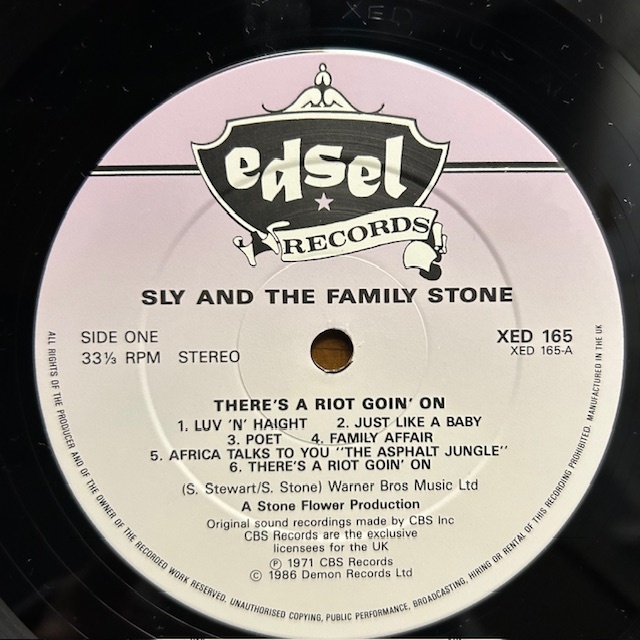 XED
edsel
RECORDS
SLY AND THE FAMILY STONE
SIDE ONE
33⅓ RPM STEREO
XED 165
XED 165-A
THERE'S A RIOT GOIN' ON
1. LUV 'N' HAIGHT 2. JUST LIKE A BABY
3. POET 4. FAMILY AFFAIR
5. AFRICA TALKS TO YOU "THE ASPHALT JUNGLE"
6. THERE'S A RIOT GOIN' ON
(S. Stewart/S. Stone) Warner Bros Music Ltd
A Stone Flower Production
Original sound recordings made by CBS Inc
CBS Records are the exclusive
licensees for the UK
Ⓟ 1971 CBS Records
© 1986 Demon Records Ltd
ALL RIGHTS OF THE PRODUCER AND OF THE OWNER OF THE RECORDED WORK RESERVED. UNAUTHORISED COPYING, PUBLIC PERFORMANCE, BROADCASTING, HIRING OR RENTAL OF THIS RECORDING PROHIBITED. MANUFACTURED IN THE UK